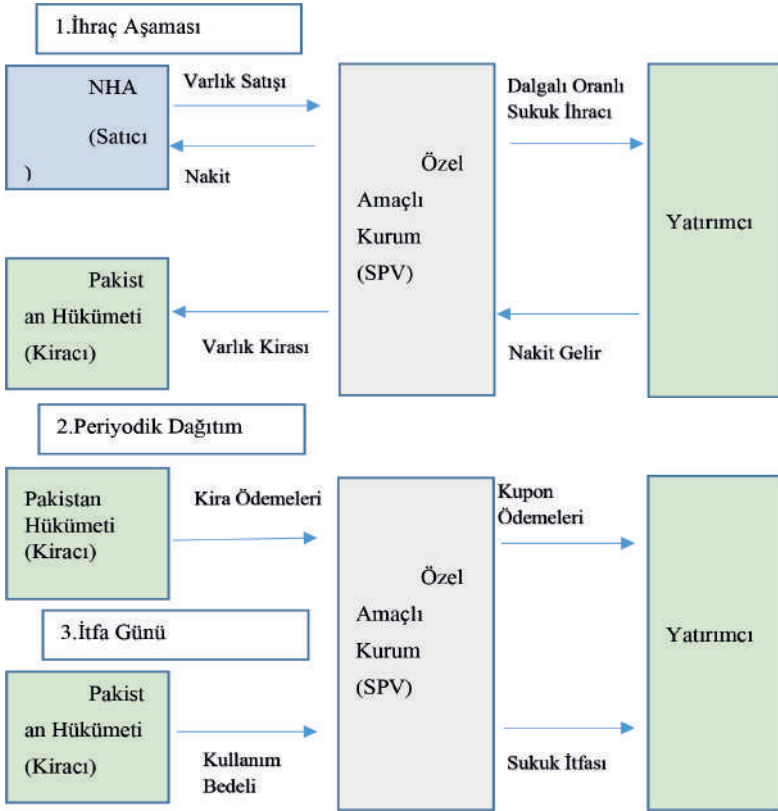 1.İhraç Aşaması
NHA
(Satıcı
)
Varlık Satışı
Nakit
Özel
Amaçlı
Kurum
(SPV)
Dalgalı Oranlı
Sukuk İhracı
Yatırımcı
Pakist
an Hükümeti
(Kiracı)
Varlık Kirası
Nakit Gelir
2.Periyodik Dağıtım
Pakistan
Hükümeti
(Kiracı)
Kira Ödemeleri
Özel
Amaçlı
Kurum
(SPV)
Kupon
Ödemeleri
Yatırımcı
3.İtfa Günü
Pakist
an Hükümeti
(Kiracı)
Kullanım
Bedeli
Sukuk İtfası